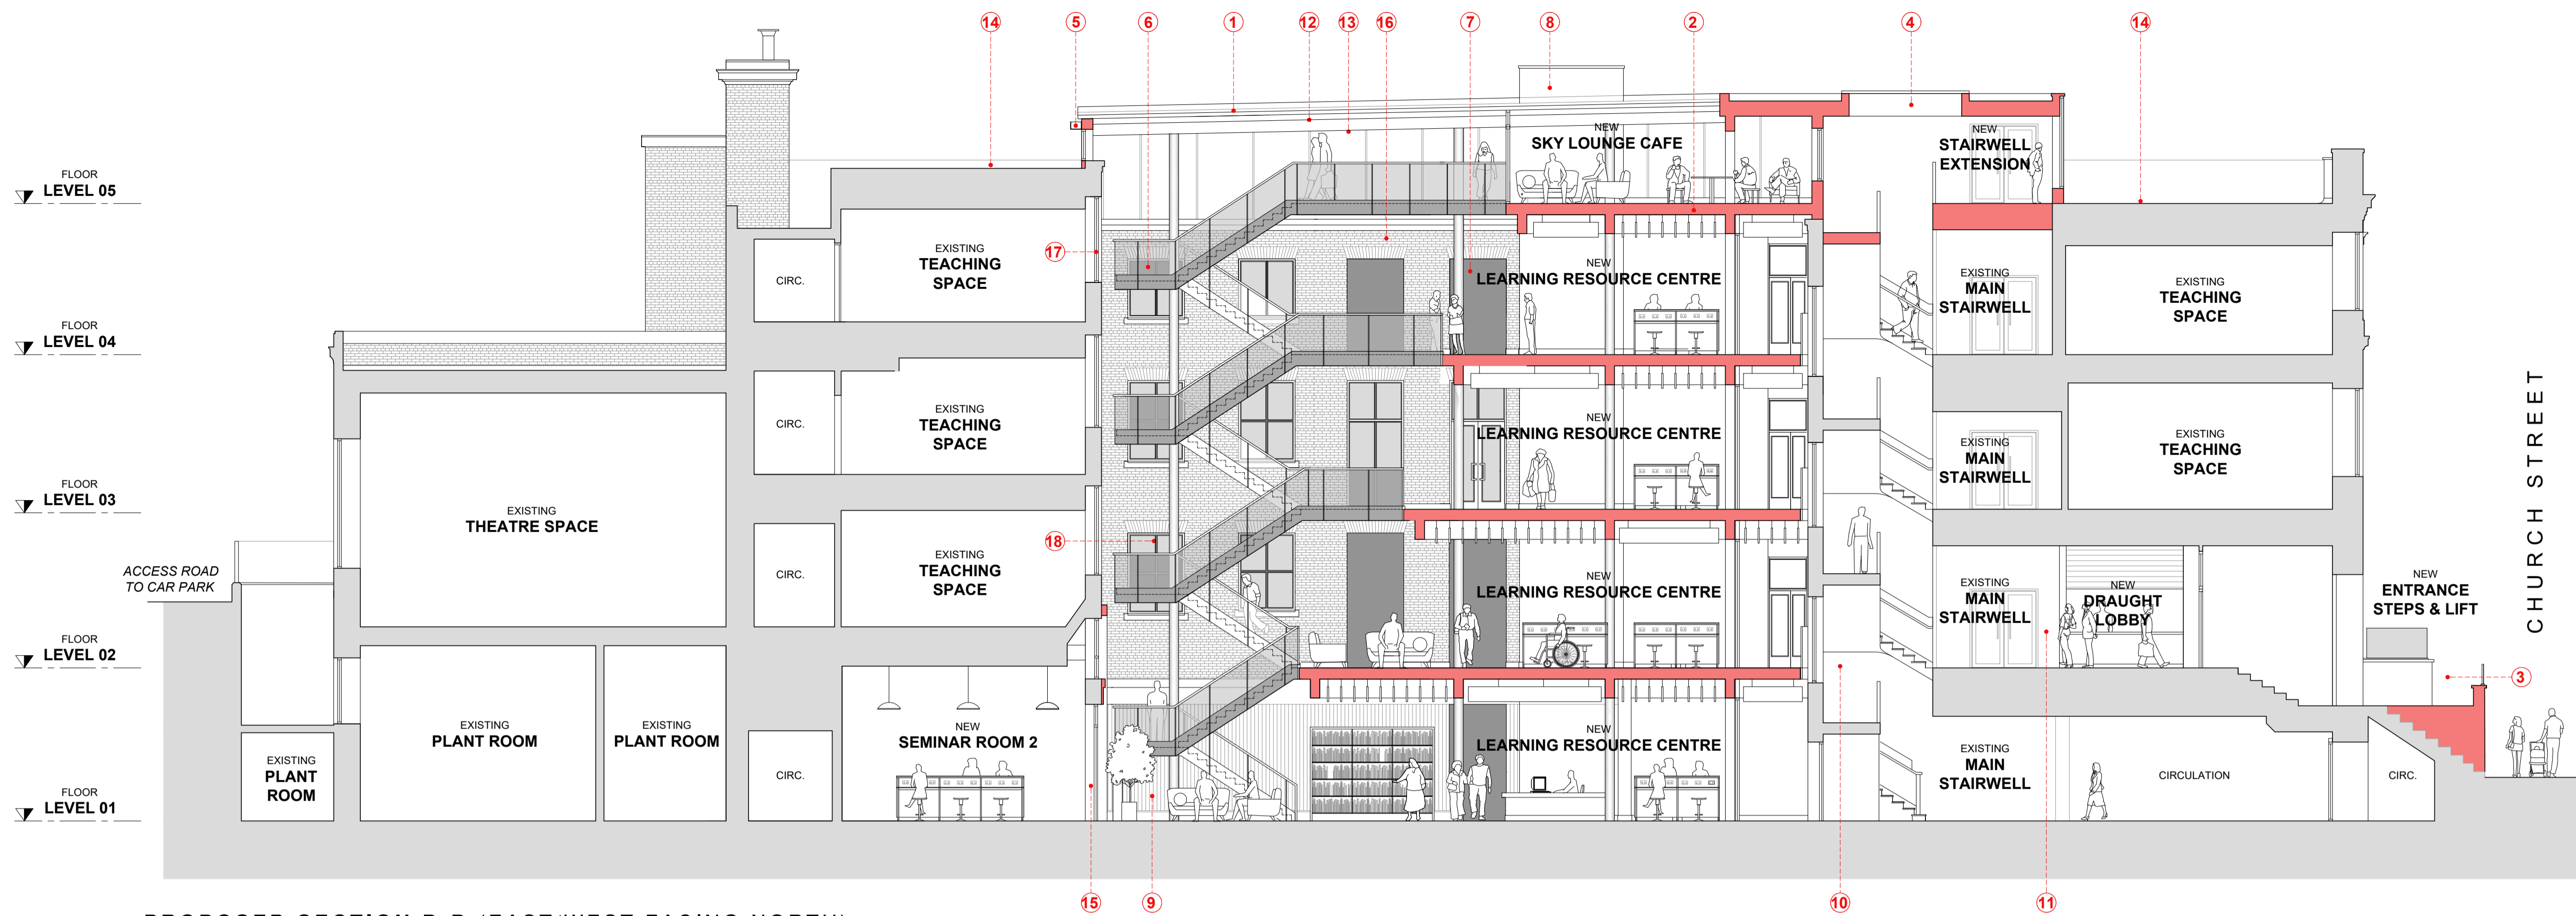 14
5
6
1
12
13
16
7
8
2
4
14
NEW
SKY LOUNGE CAFE
NEW
STAIRWELL
EXTENSION
FLOOR
LEVEL 05
17
CIRC.
EXISTING
TEACHING
SPACE
NEW
LEARNING RESOURCE CENTRE
EXISTING
MAIN
STAIRWELL
EXISTING
TEACHING
SPACE
FLOOR
LEVEL 04
CIRC.
EXISTING
TEACHING
SPACE
NEW
LEARNING RESOURCE CENTRE
EXISTING
MAIN
STAIRWELL
EXISTING
TEACHING
SPACE
CHURCH STREET
FLOOR
LEVEL 03
EXISTING
THEATRE SPACE
18
ACCESS ROAD
TO CAR PARK
CIRC.
EXISTING
TEACHING
SPACE
NEW
LEARNING RESOURCE CENTRE
EXISTING
MAIN
STAIRWELL
NEW
DRAUGHT
LOBBY
NEW
ENTRANCE
STEPS & LIFT
FLOOR
LEVEL 02
3
EXISTING
PLANT ROOM
EXISTING
PLANT ROOM
NEW
SEMINAR ROOM 2
NEW
LEARNING RESOURCE CENTRE
EXISTING
MAIN
STAIRWELL
EXISTING
PLANT
ROOM
CIRC.
CIRCULATION
CIRC.
FLOOR
LEVEL 01
15
9
10
11
PROPOSED SECTION B-B (EAST/WEST FACING NORTH)